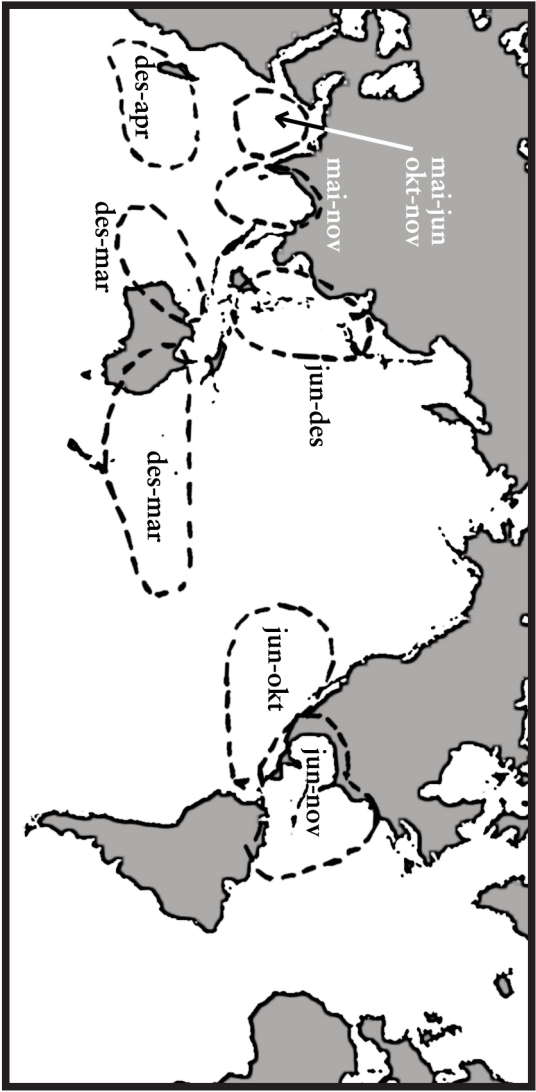 mai-jun
okt-nov
mai-nov
des-apr
des-mar
jun-des
des-mar
jun-okt
jun-nov